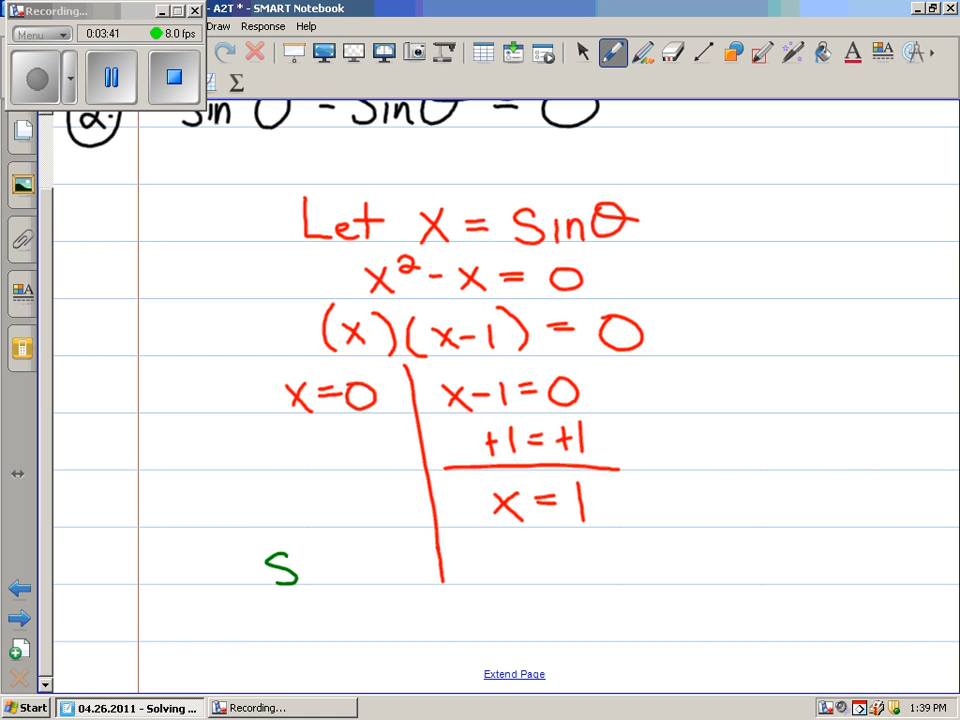 Recording...
- A2T * - SMART Notebook
Menu
0:03:41
8.0 fps
Draw Response Help
2. sin θ - sinθ = 0
Let x = sinθ
x² - x = 0
(x)(x-1) = 0
x=0 x-1=0
+1=+1
x = 1
S
Extend Page
Start
04.26.2011 - Solving ...
Recording...
1:39 PM